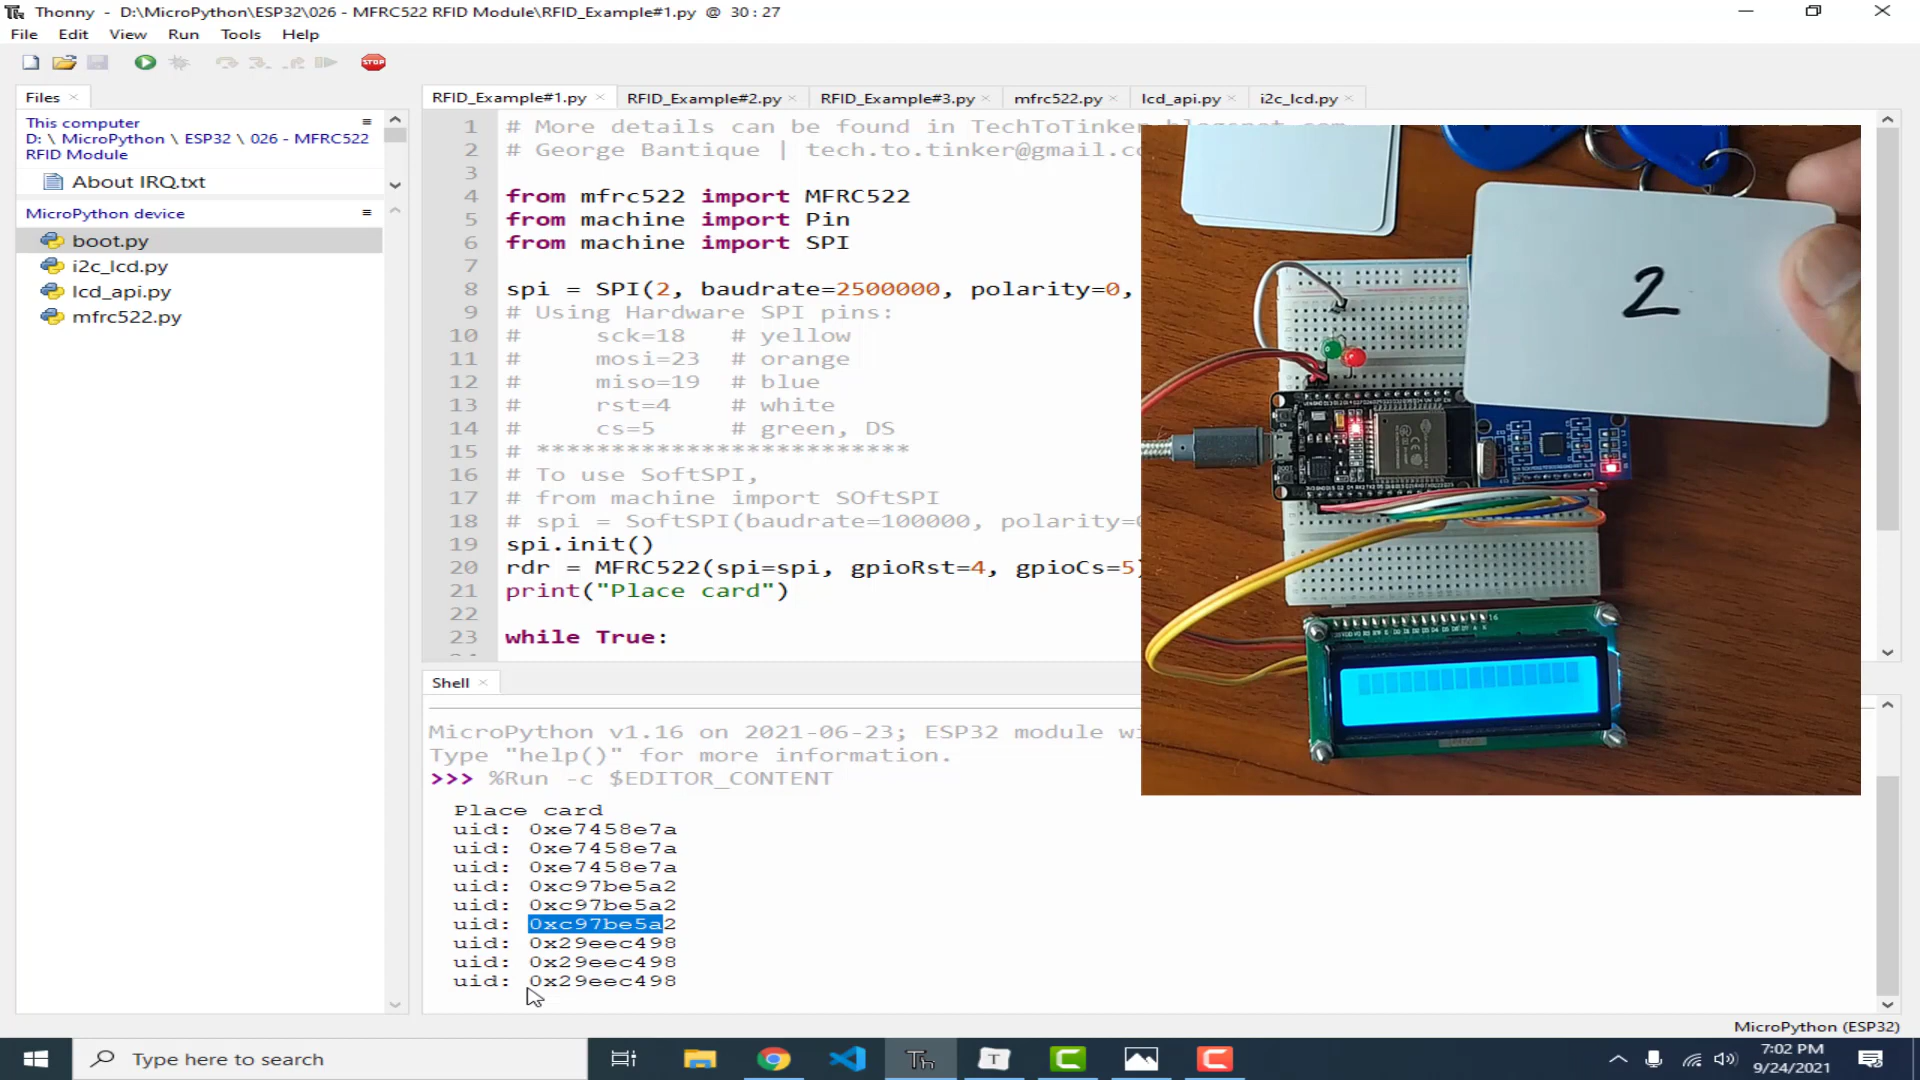 Thonny - D:\MicroPython\ESP32\026 - MFRC522 RFID Module\RFID_Example#1.py @ 30:27
File Edit View Run Tools Help
STOP
Files
RFID_Example#1.py RFID_Example#2.py RFID_Example#3.py mfrc522.py lcd_api.py i2c_lcd.py
This computer
D: \ MicroPython \ ESP32 \ 026 - MFRC522
RFID Module
About IRQ.txt
MicroPython device
boot.py
i2c_lcd.py
lcd_api.py
mfrc522.py
1 # More details can be found in TechToTinker.blogspot.com
2 # George Bantique | tech.to.tinker@gmail.co
3
4 from mfrc522 import MFRC522
5 from machine import Pin
6 from machine import SPI
7
8 spi = SPI(2, baudrate=2500000, polarity=0,
9 # Using Hardware SPI pins:
10 # sck=18 # yellow
11 # mosi=23 # orange
12 # miso=19 # blue
13 # rst=4 # white
14 # cs=5 # green, DS
15 # *************************
16 # To use SoftSPI,
17 # from machine import SOftSPI
18 # spi = SoftSPI(baudrate=100000, polarity=0
19 spi.init()
20 rdr = MFRC522(spi=spi, gpioRst=4, gpioCs=5)
21 print("Place card")
22
23 while True:
2
16
Shell
MicroPython v1.16 on 2021-06-23; ESP32 module wi
Type "help()" for more information.
>>> %Run -c $EDITOR_CONTENT
Place card
uid: 0xe7458e7a
uid: 0xe7458e7a
uid: 0xe7458e7a
uid: 0xc97be5a2
uid: 0xc97be5a2
uid: 0xc97be5a2
uid: 0x29eec498
uid: 0x29eec498
uid: 0x29eec498
MicroPython (ESP32)
Type here to search
7:02 PM
9/24/2021